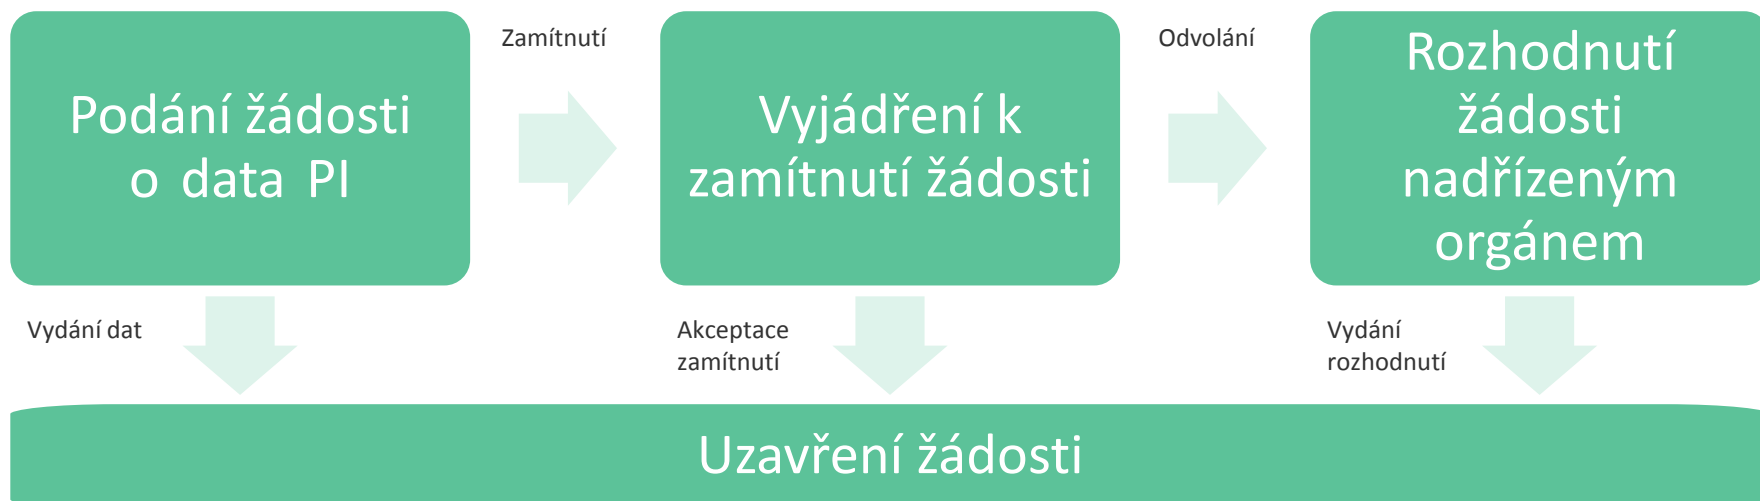 Podání žádosti
o data PI
Zamítnutí
Vyjádření k
zamítnutí žádosti
Odvolání
Rozhodnutí
žádosti
nadřízeným
orgánem
Vydání dat
Akceptace
zamítnutí
Vydání
rozhodnutí
Uzavření žádosti